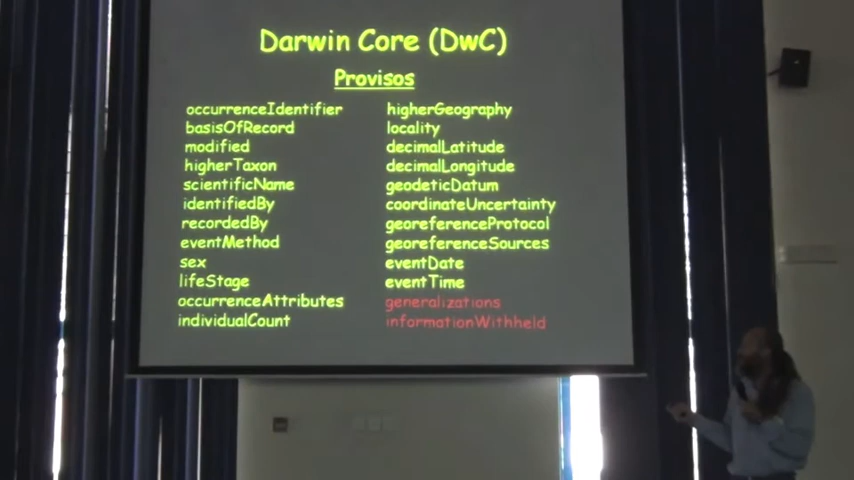 Darwin Core (DwC)
Provisos
occurrenceIdentifier
basisOfRecord
modified
higherTaxon
scientificName
identifiedBy
recordedBy
eventMethod
sex
lifeStage
occurrenceAttributes
individualCount
higherGeography
locality
decimalLatitude
decimalLongitude
geodeticDatum
coordinateUncertainty
georeferenceProtocol
georeferenceSources
eventDate
eventTime
generalizations
informationWithheld